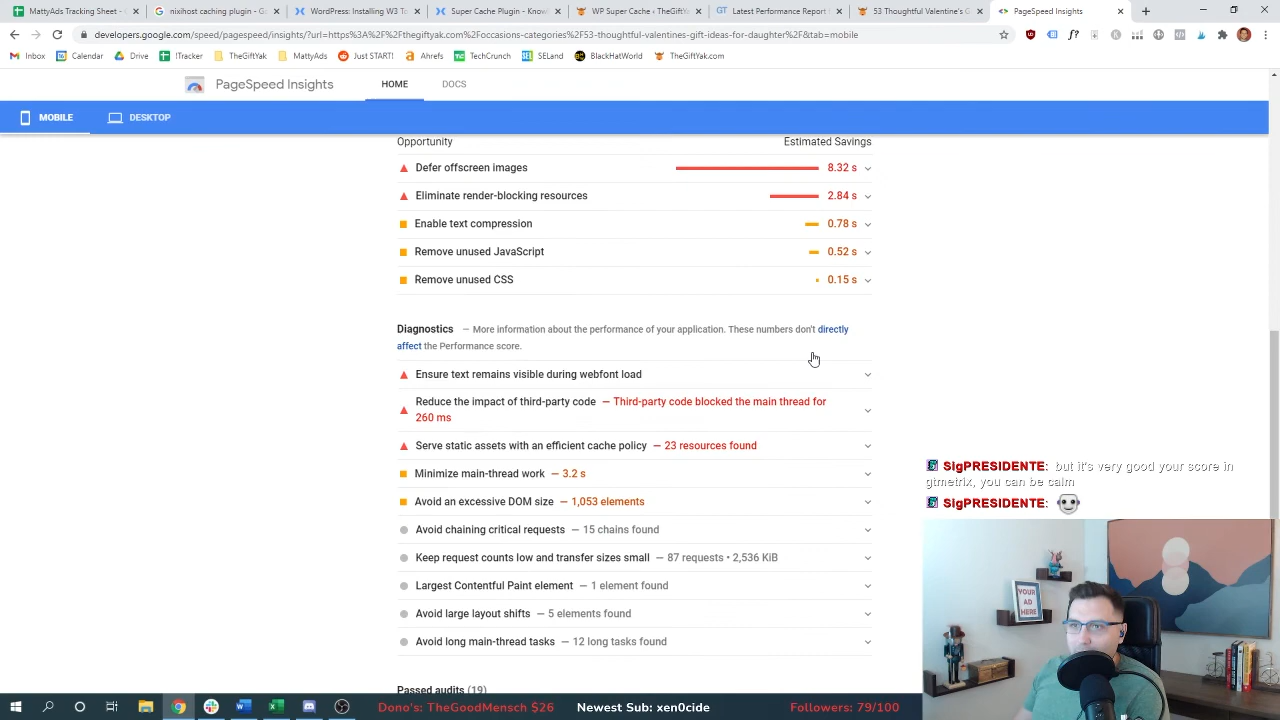 MattyAds Tracking Sheet - M
nixihost caching plugin - Go
WordPress: Installing W3 To
Super Cache Plugin - Know
WP Super Cache ‹ TheGiftY
Latest Performance Report
53 Thoughtful Valentine's G
PageSpeed Insights
developers.google.com/speed/pagespeed/insights/?url=https%3A%2F%2Fthegiftyak.com%2Foccasions-categories%2F53-thoughtful-valentines-gift-ideas-for-daughter%2F&tab=mobile
Inbox
Calendar
Drive
!Tracker
TheGiftYak
MattyAds
Just START!
Ahrefs
TechCrunch
SELand
BlackHatWorld
TheGiftYak.com
PageSpeed Insights
HOME
DOCS
MOBILE
DESKTOP
Opportunity
Estimated Savings
Defer offscreen images
8.32 s
Eliminate render-blocking resources
2.84 s
Enable text compression
0.78 s
Remove unused JavaScript
0.52 s
Remove unused CSS
0.15 s
Diagnostics — More information about the performance of your application. These numbers don't directly
affect the Performance score.
Ensure text remains visible during webfont load
Reduce the impact of third-party code — Third-party code blocked the main thread for
260 ms
Serve static assets with an efficient cache policy — 23 resources found
Minimize main-thread work — 3.2 s
Avoid an excessive DOM size — 1,053 elements
Avoid chaining critical requests — 15 chains found
Keep request counts low and transfer sizes small — 87 requests • 2,536 KiB
Largest Contentful Paint element — 1 element found
Avoid large layout shifts — 5 elements found
Avoid long main-thread tasks — 12 long tasks found
Passed audits (19)
SigPRESIDENTE: but it's very good your score in
gtmetrix, you can be calm
SigPRESIDENTE:
YOUR
AD
HERE
Dono's: TheGoodMensch $26
Newest Sub: xen0cide
Followers: 79/100